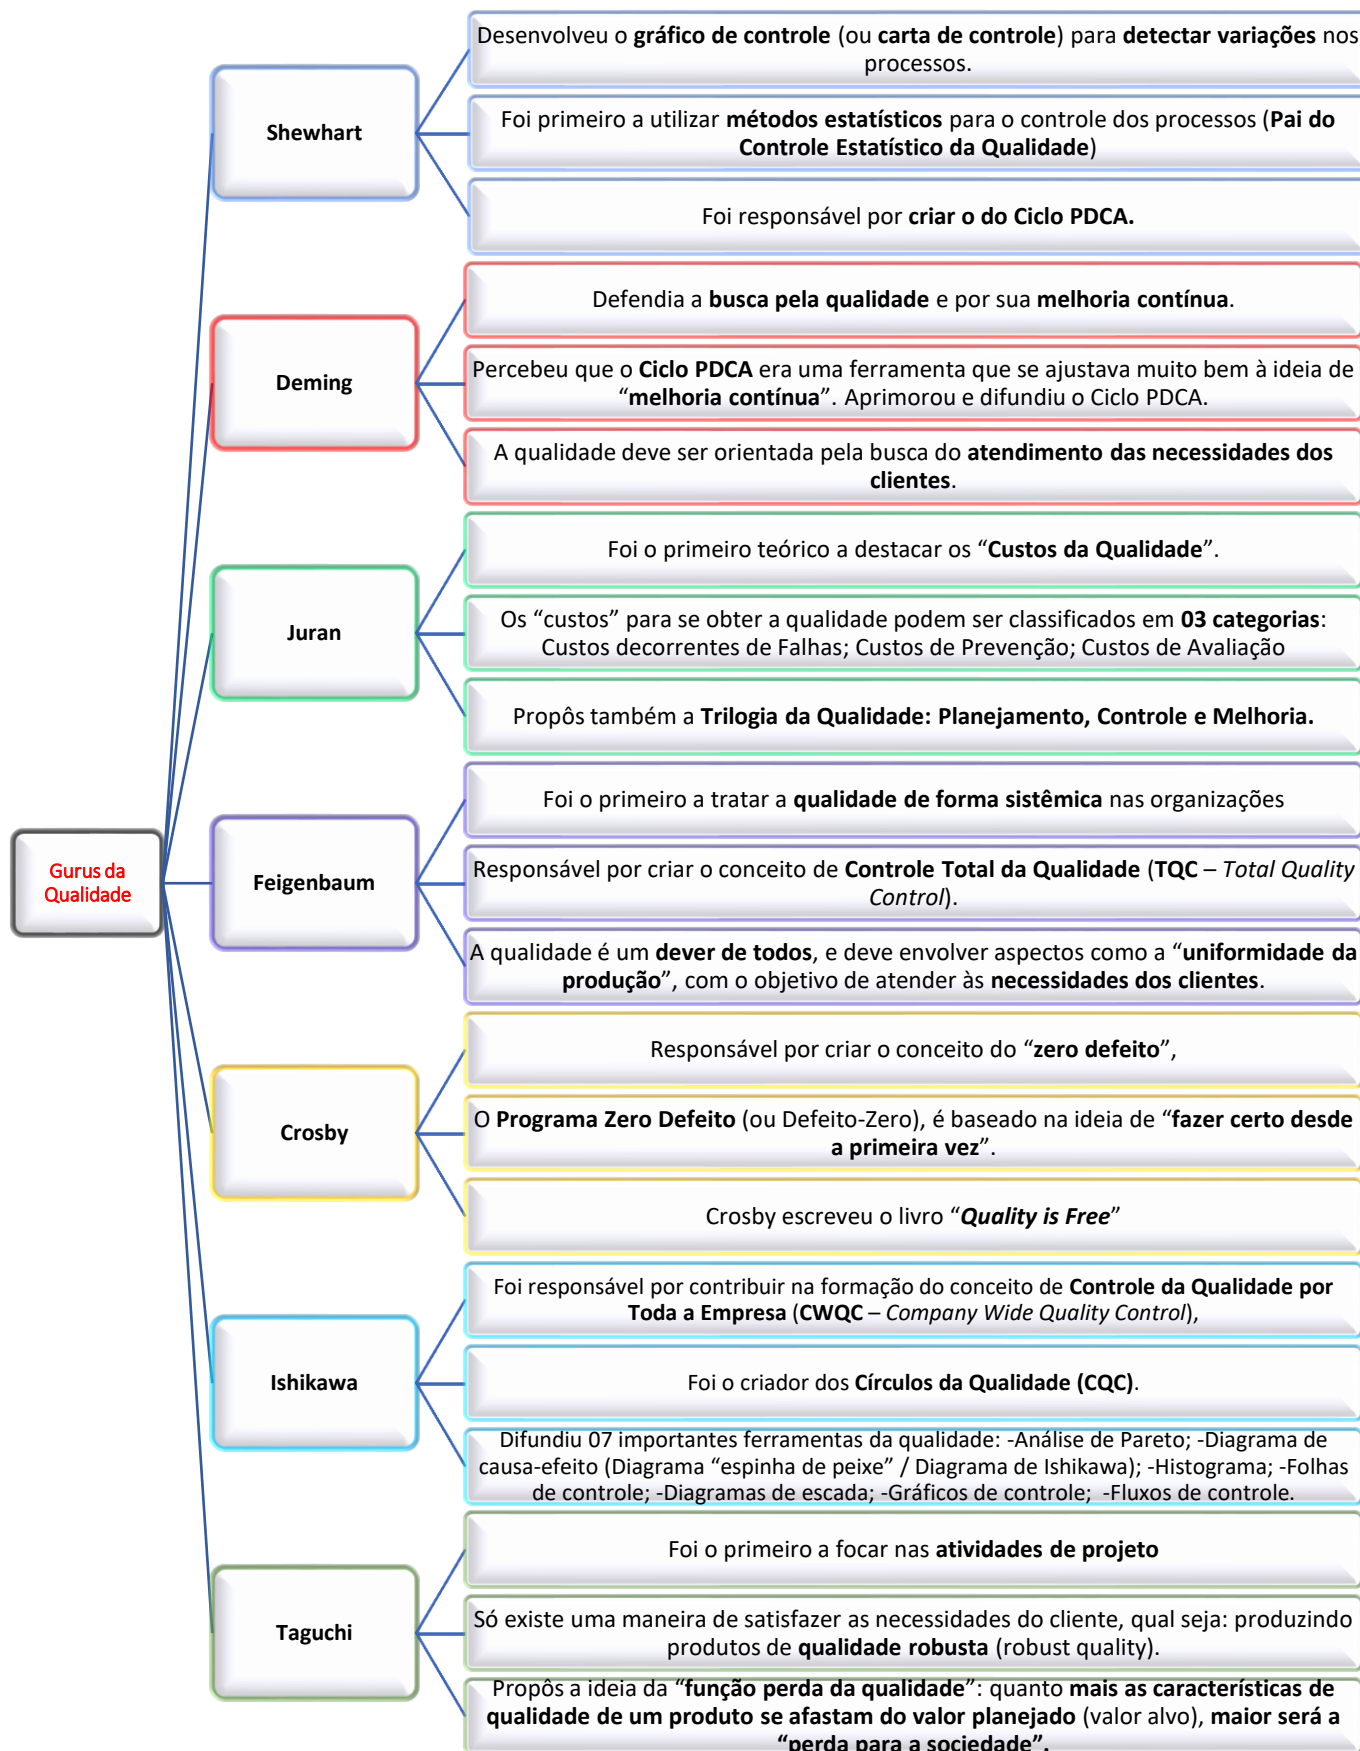 Gurus da
Qualidade
Shewhart
Desenvolveu o gráfico de controle (ou carta de controle) para detectar variações nos
processos.
Foi primeiro a utilizar métodos estatísticos para o controle dos processos (Pai do
Controle Estatístico da Qualidade)
Foi responsável por criar o do Ciclo PDCA.
Deming
Defendia a busca pela qualidade e por sua melhoria contínua.
Percebeu que o Ciclo PDCA era uma ferramenta que se ajustava muito bem à ideia de
“melhoria contínua”. Aprimorou e difundiu o Ciclo PDCA.
A qualidade deve ser orientada pela busca do atendimento das necessidades dos
clientes.
Juran
Foi o primeiro teórico a destacar os “Custos da Qualidade”.
Os “custos” para se obter a qualidade podem ser classificados em 03 categorias:
Custos decorrentes de Falhas; Custos de Prevenção; Custos de Avaliação
Propôs também a Trilogia da Qualidade: Planejamento, Controle e Melhoria.
Feigenbaum
Foi o primeiro a tratar a qualidade de forma sistêmica nas organizações
Responsável por criar o conceito de Controle Total da Qualidade (TQC – Total Quality
Control).
A qualidade é um dever de todos, e deve envolver aspectos como a “uniformidade da
produção”, com o objetivo de atender às necessidades dos clientes.
Crosby
Responsável por criar o conceito do “zero defeito”,
O Programa Zero Defeito (ou Defeito-Zero), é baseado na ideia de “fazer certo desde
a primeira vez”.
Crosby escreveu o livro “Quality is Free”
Ishikawa
Foi responsável por contribuir na formação do conceito de Controle da Qualidade por
Toda a Empresa (CWQC – Company Wide Quality Control),
Foi o criador dos Círculos da Qualidade (CQC).
Difundiu 07 importantes ferramentas da qualidade: -Análise de Pareto; -Diagrama de
causa-efeito (Diagrama “espinha de peixe” / Diagrama de Ishikawa); -Histograma; -Folhas
de controle; -Diagramas de escada; -Gráficos de controle; -Fluxos de controle.
Taguchi
Foi o primeiro a focar nas atividades de projeto
Só existe uma maneira de satisfazer as necessidades do cliente, qual seja: produzindo
produtos de qualidade robusta (robust quality).
Propôs a ideia da “função perda da qualidade”: quanto mais as características de
qualidade de um produto se afastam do valor planejado (valor alvo), maior será a
“perda para a sociedade”.